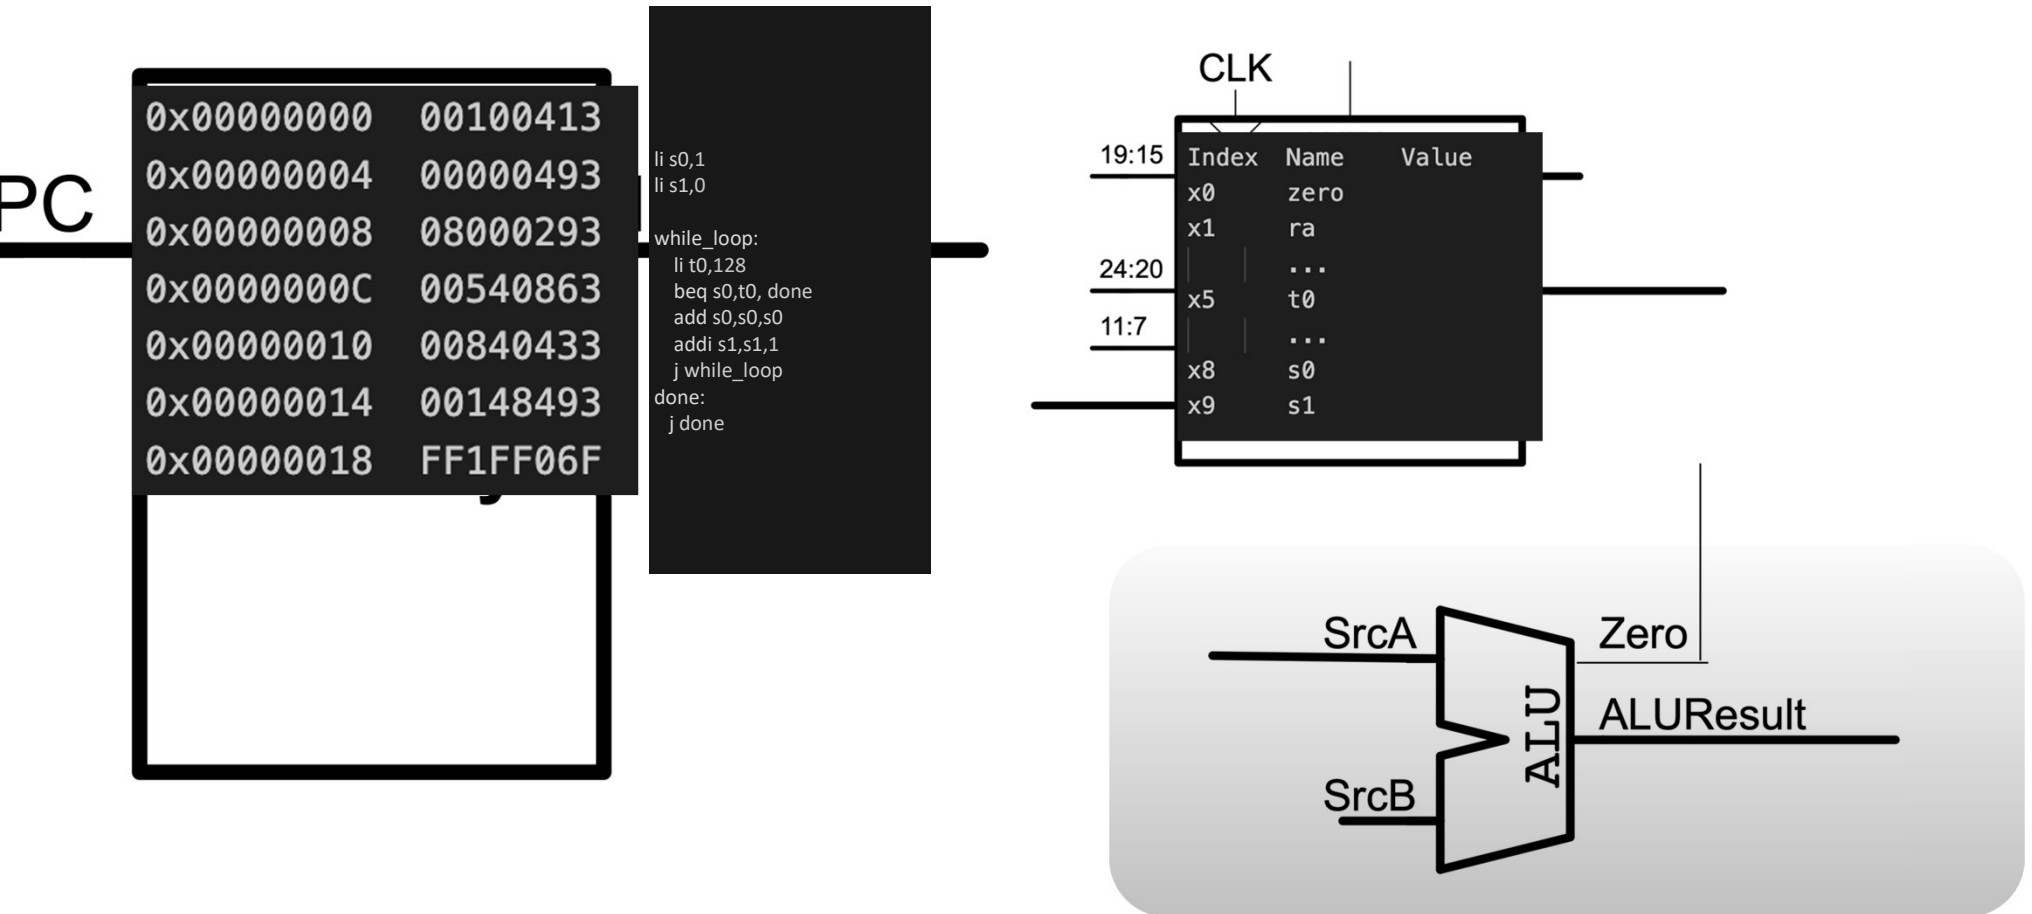 PC
0x00000000 00100413
0x00000004 00000493
0x00000008 08000293
0x0000000C 00540863
0x00000010 00840433
0x00000014 00148493
0x00000018 FF1FF06F
li s0,1
li s1,0
while_loop:
li t0,128
beq s0,t0, done
add s0,s0,s0
addi s1,s1,1
j while_loop
done:
j done
CLK
19:15
24:20
11:7
Index Name Value
x0 zero
x1 ra
...
x5 t0
...
x8 s0
x9 s1
SrcA
Zero
ALU
ALUResult
SrcB